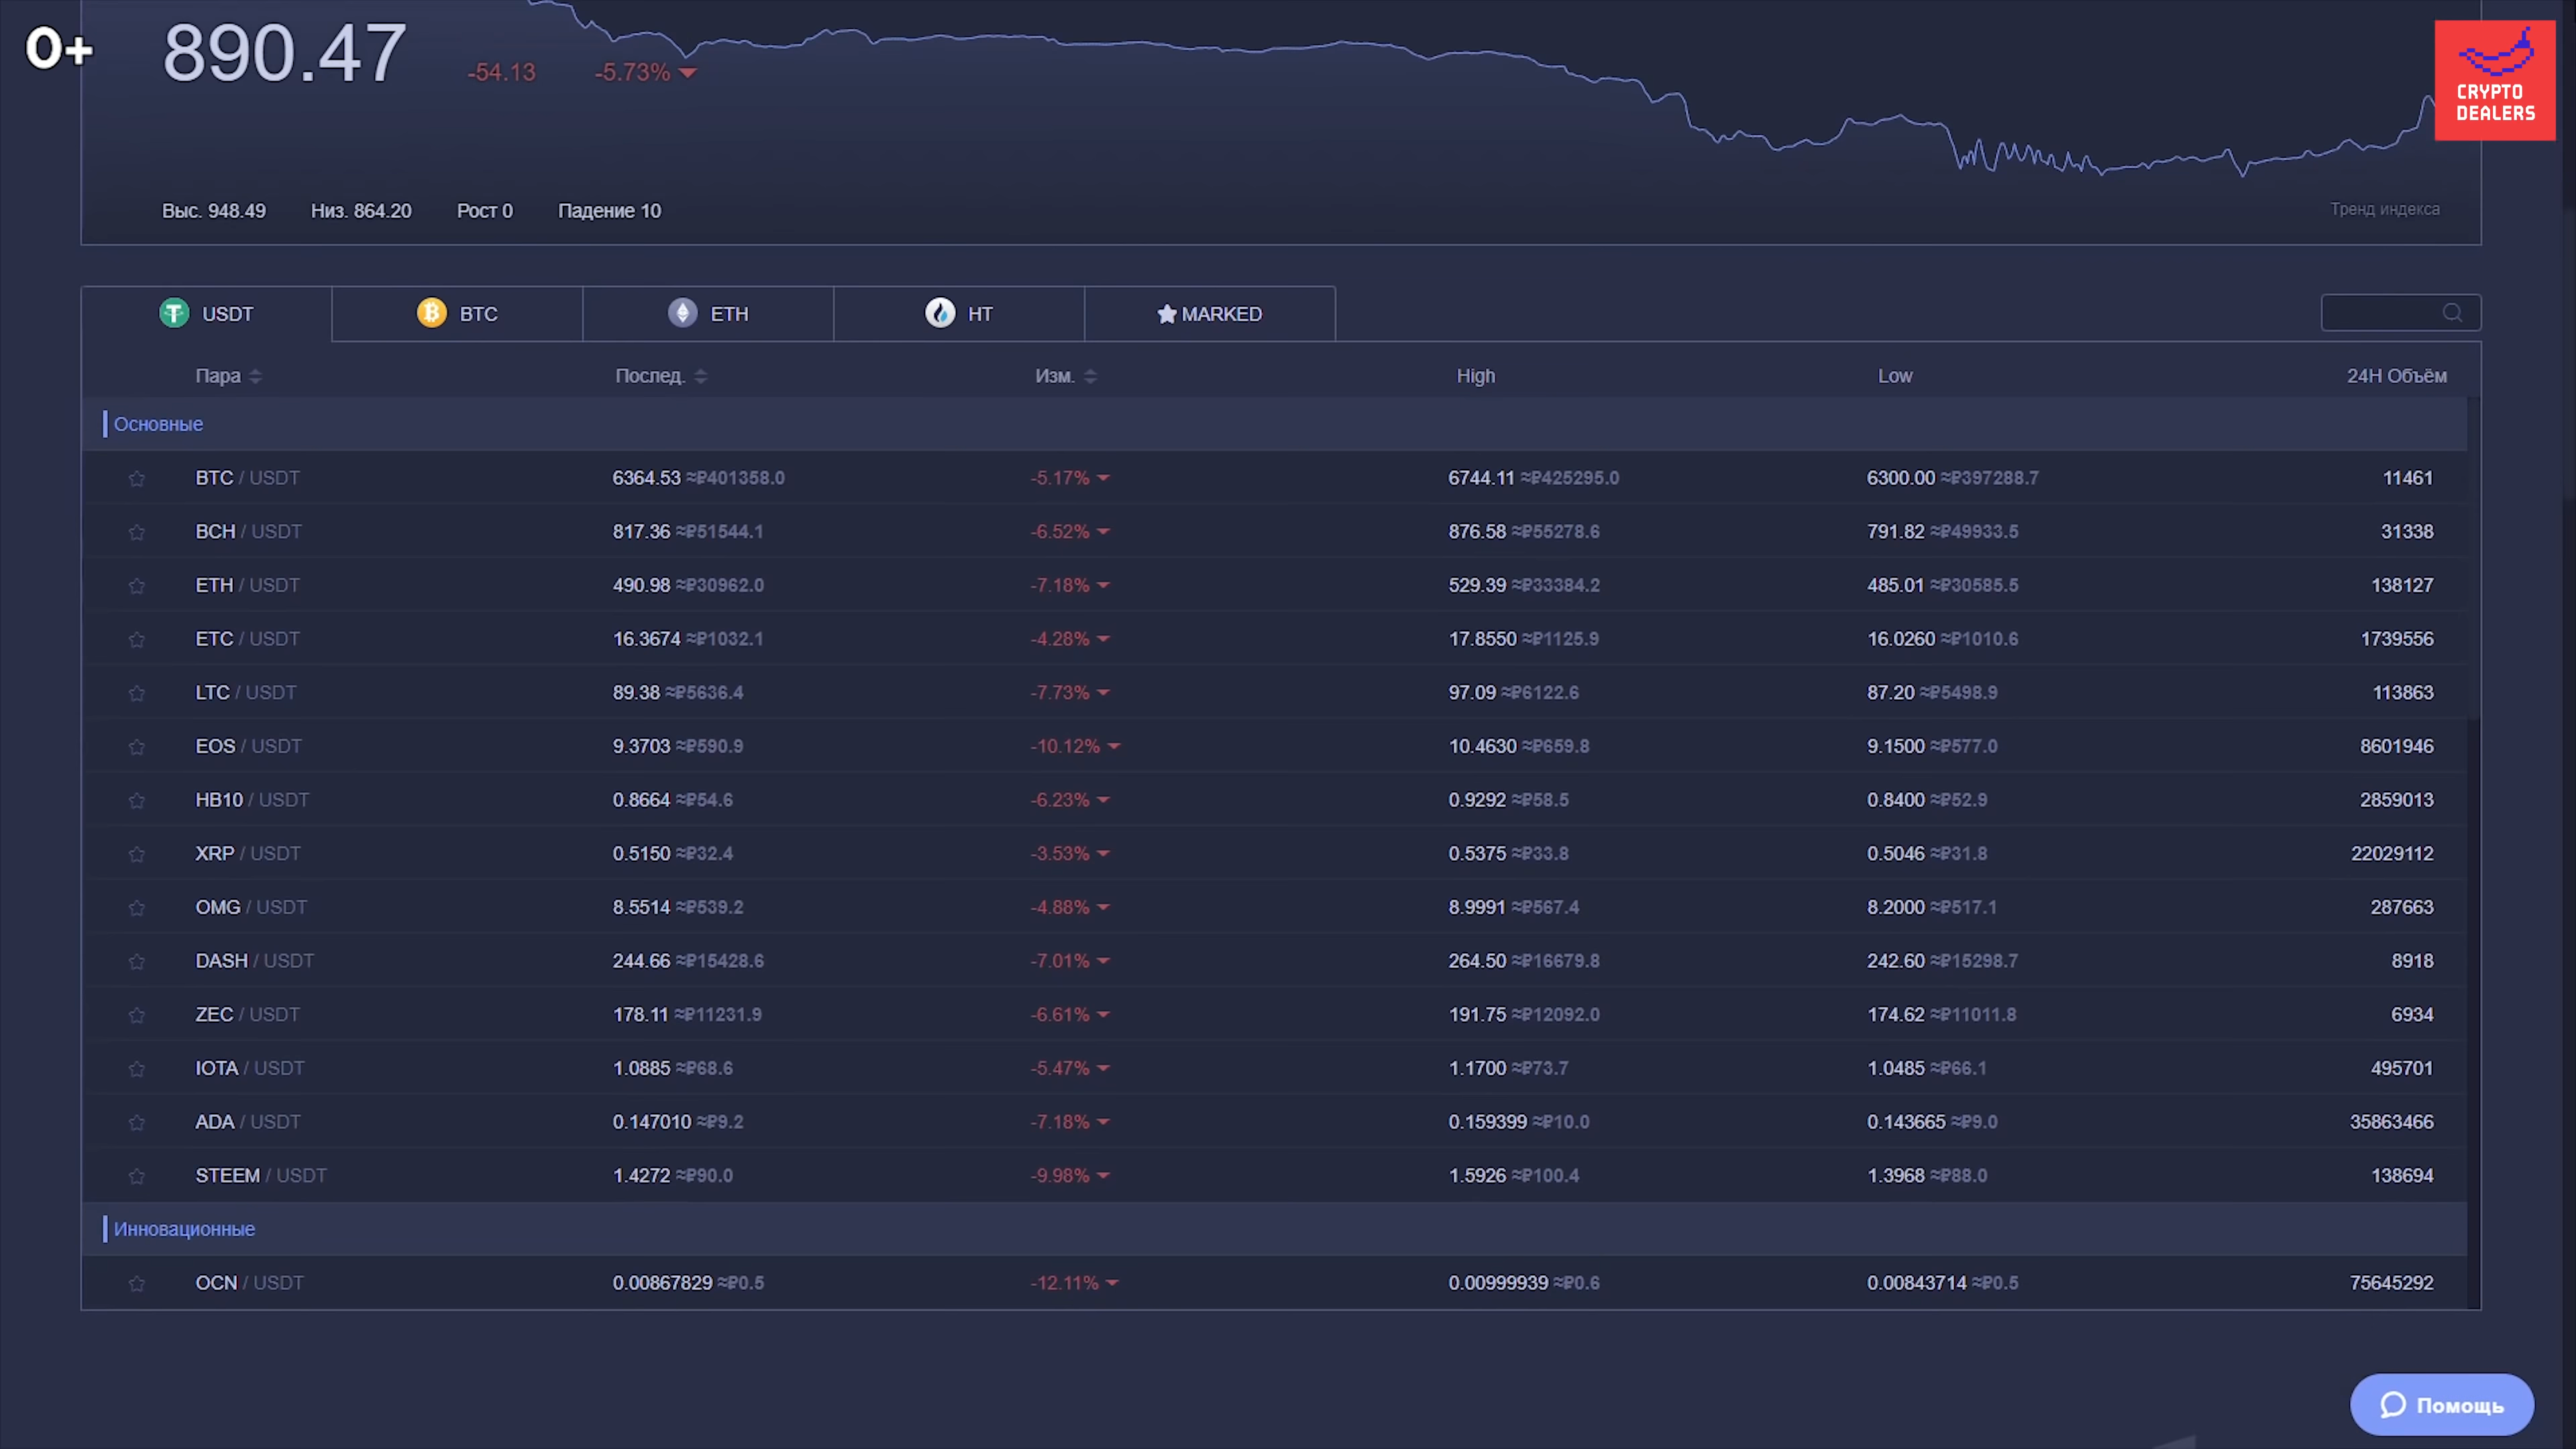 0+
890.47 -54.13 -5.73%
CRYPTO
DEALERS
Выс. 948.49 Низ. 864.20 Рост 0 Падение 10
Тренд индекса
USDT BTC ETH HT MARKED
Пара Послед. Изм. High Low 24H Объём
Основные
BTC / USDT 6364.53 ≈₽401358.0 -5.17% 6744.11 ≈₽425295.0 6300.00 ≈₽397288.7 11461
BCH / USDT 817.36 ≈₽51544.1 -6.52% 876.58 ≈₽55278.6 791.82 ≈₽49933.5 31338
ETH / USDT 490.98 ≈₽30962.0 -7.18% 529.39 ≈₽33384.2 485.01 ≈₽30585.5 138127
ETC / USDT 16.3674 ≈₽1032.1 -4.28% 17.8550 ≈₽1125.9 16.0260 ≈₽1010.6 1739556
LTC / USDT 89.38 ≈₽5636.4 -7.73% 97.09 ≈₽6122.6 87.20 ≈₽5498.9 113863
EOS / USDT 9.3703 ≈₽590.9 -10.12% 10.4630 ≈₽659.8 9.1500 ≈₽577.0 8601946
HB10 / USDT 0.8664 ≈₽54.6 -6.23% 0.9292 ≈₽58.5 0.8400 ≈₽52.9 2859013
XRP / USDT 0.5150 ≈₽32.4 -3.53% 0.5375 ≈₽33.8 0.5046 ≈₽31.8 22029112
OMG / USDT 8.5514 ≈₽539.2 -4.88% 8.9991 ≈₽567.4 8.2000 ≈₽517.1 287663
DASH / USDT 244.66 ≈₽15428.6 -7.01% 264.50 ≈₽16679.8 242.60 ≈₽15298.7 8918
ZEC / USDT 178.11 ≈₽11231.9 -6.61% 191.75 ≈₽12092.0 174.62 ≈₽11011.8 6934
IOTA / USDT 1.0885 ≈₽68.6 -5.47% 1.1700 ≈₽73.7 1.0485 ≈₽66.1 495701
ADA / USDT 0.147010 ≈₽9.2 -7.18% 0.159399 ≈₽10.0 0.143665 ≈₽9.0 35863466
STEEM / USDT 1.4272 ≈₽90.0 -9.98% 1.5926 ≈₽100.4 1.3968 ≈₽88.0 138694
Инновационные
OCN / USDT 0.00867829 ≈₽0.5 -12.11% 0.00999939 ≈₽0.6 0.00843714 ≈₽0.5 75645292
Помощь